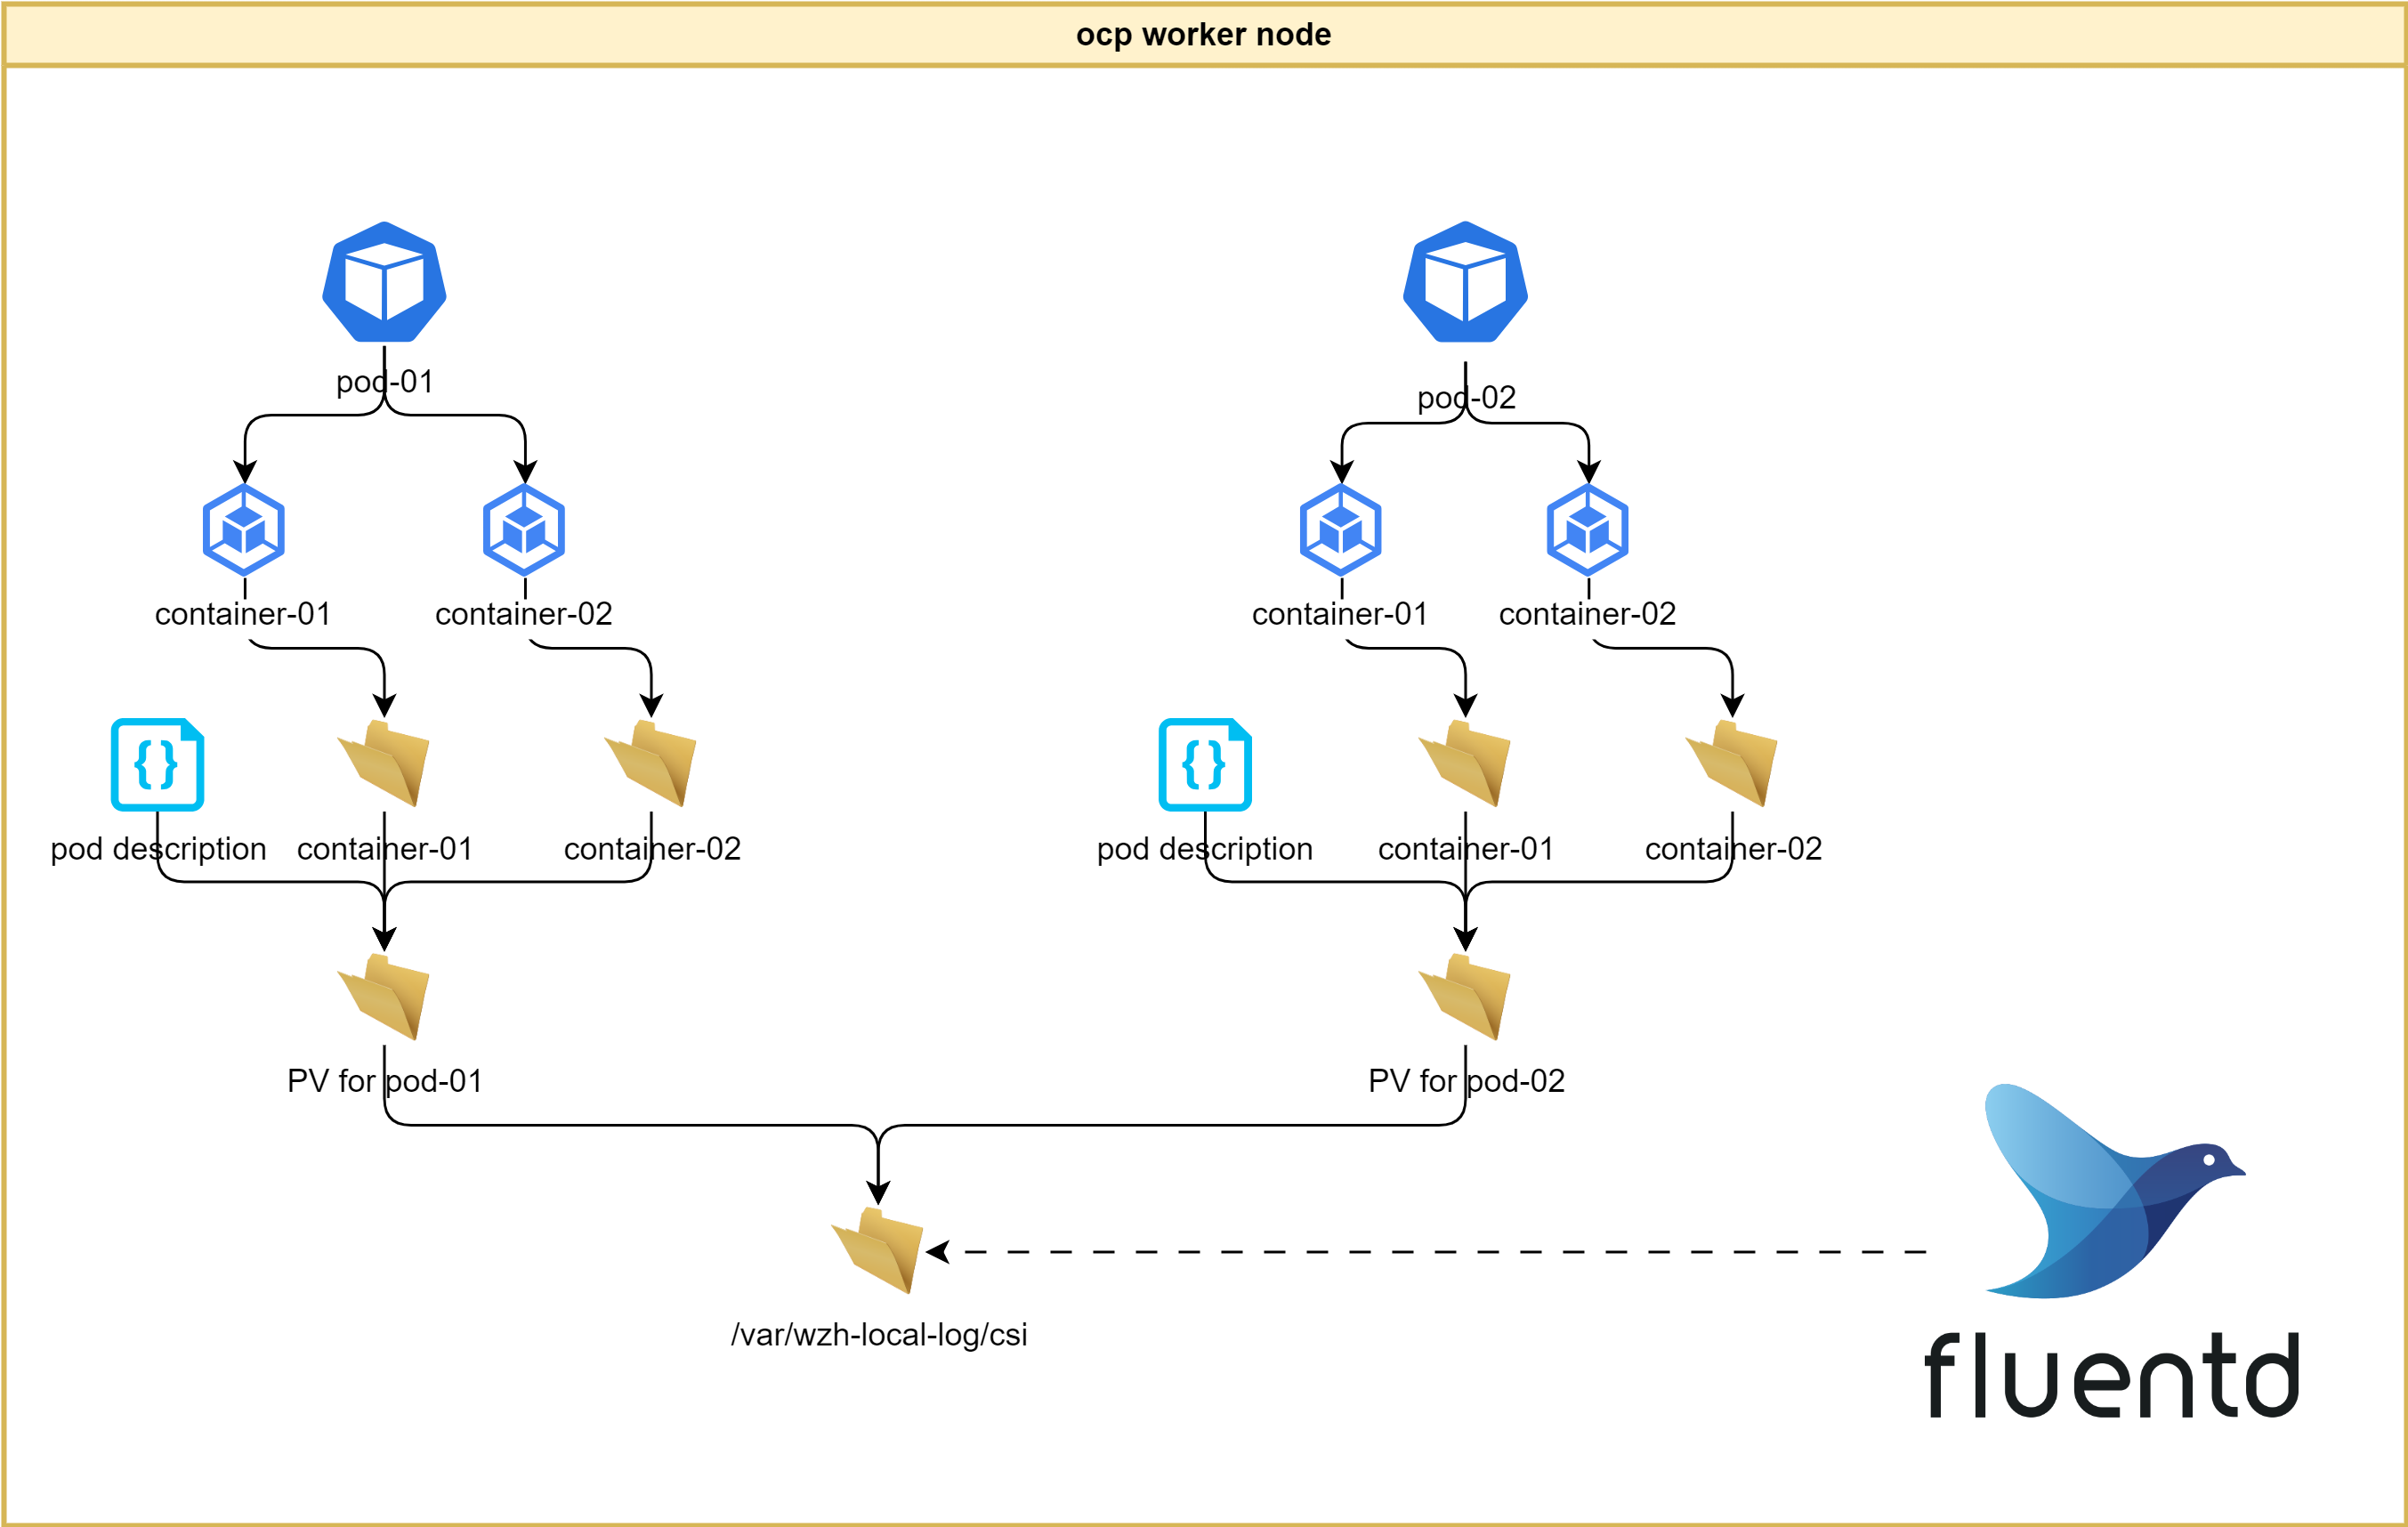 ocp worker node
pod-01
pod-02
container-01
container-02
container-01
container-02
pod description
container-01
container-02
pod description
container-01
container-02
PV for pod-01
PV for pod-02
/var/wzh-local-log/csi
fluentd